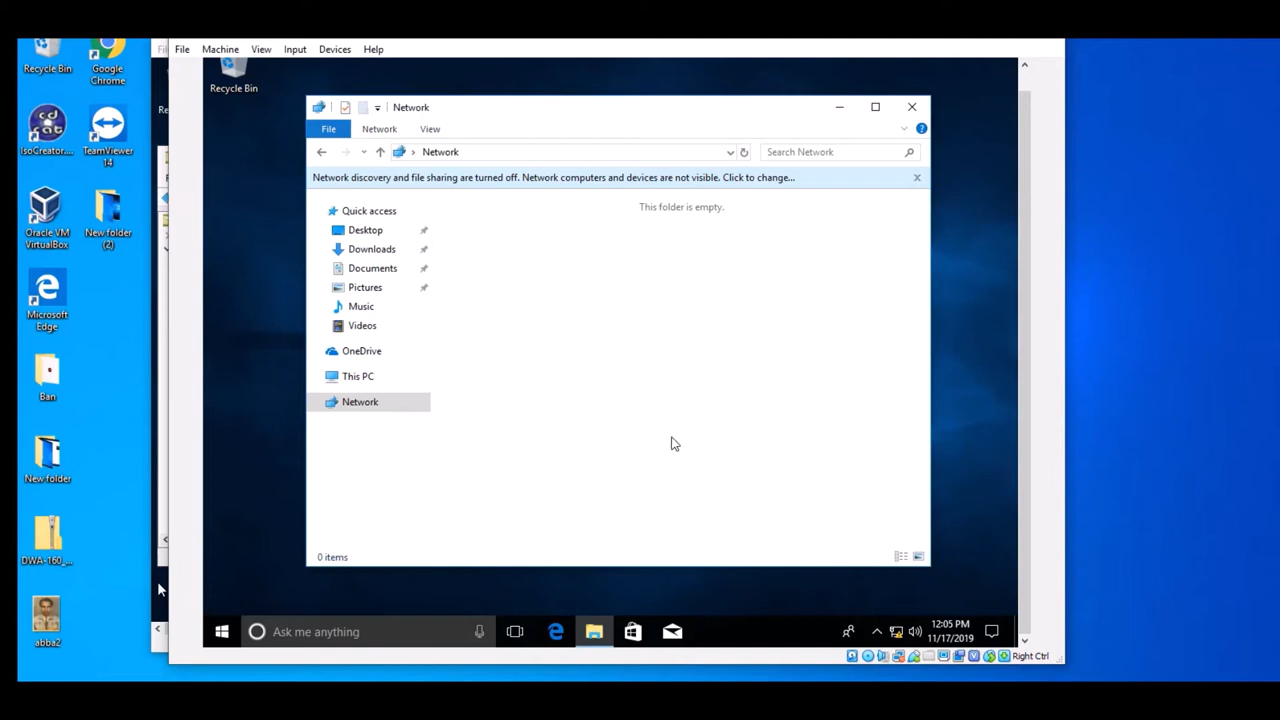 File Machine View Input Devices Help
Recycle Bin
Google Chrome
IsoCreator....
TeamViewer 14
Oracle VM VirtualBox
New folder (2)
Microsoft Edge
Ban
New folder
DWA-160_...
abba2
Recycle Bin
Network
File Network View
Network
Search Network
Network discovery and file sharing are turned off. Network computers and devices are not visible. Click to change...
This folder is empty.
Quick access
Desktop
Downloads
Documents
Pictures
Music
Videos
OneDrive
This PC
Network
0 items
Ask me anything
12:05 PM
11/17/2019
Right Ctrl